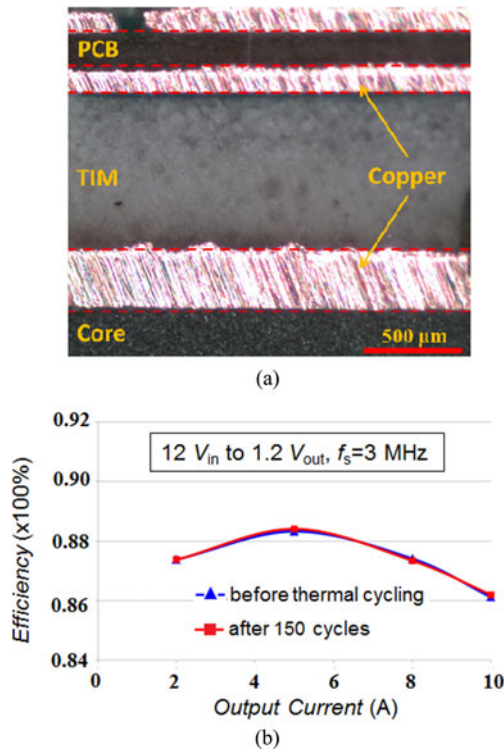 PCB
TIM
Copper
Core
500 μm
(a)
0.92
12 Vin to 1.2 Vout, fs=3 MHz
0.90
0.88
Efficiency (x100%)
before thermal cycling
0.86
after 150 cycles
0.84
0 2 4 6 8 10
Output Current (A)
(b)